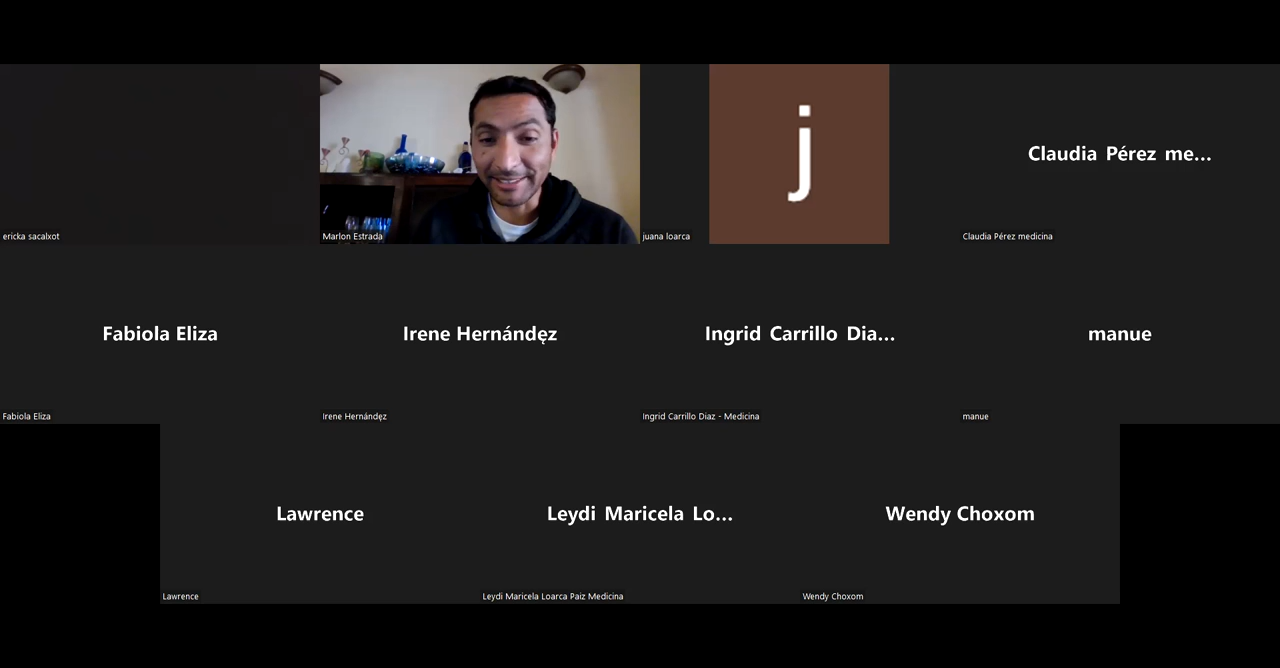 ericka sacalxot
Marlon Estrada
j
juana loarca
Claudia Pérez me...
Claudia Pérez medicina
Fabiola Eliza
Fabiola Eliza
Irene Hernándęz
Irene Hernándęz
Ingrid Carrillo Dia...
Ingrid Carrillo Diaz - Medicina
manue
manue
Lawrence
Lawrence
Leydi Maricela Lo...
Leydi Maricela Loarca Paiz Medicina
Wendy Choxom
Wendy Choxom